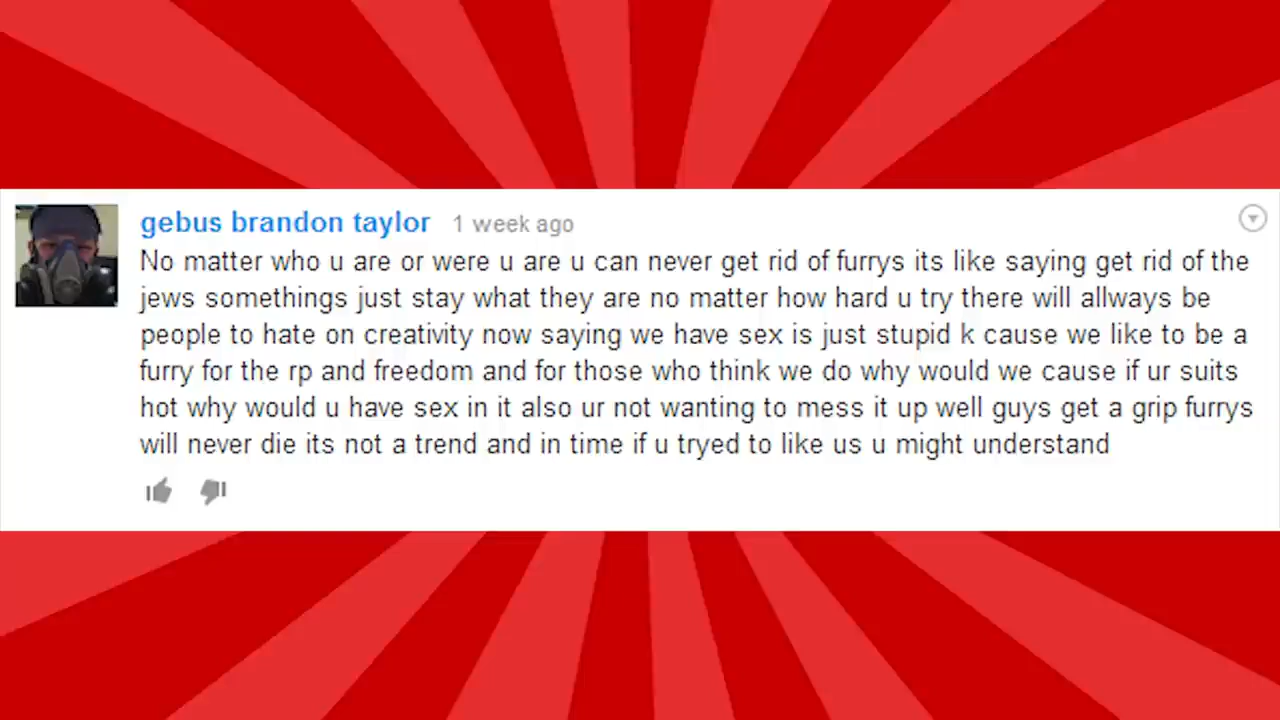 gebus brandon taylor 1 week ago
No matter who u are or were u are u can never get rid of furrys its like saying get rid of the
jews somethings just stay what they are no matter how hard u try there will allways be
people to hate on creativity now saying we have sex is just stupid k cause we like to be a
furry for the rp and freedom and for those who think we do why would we cause if ur suits
hot why would u have sex in it also ur not wanting to mess it up well guys get a grip furrys
will never die its not a trend and in time if u tryed to like us u might understand